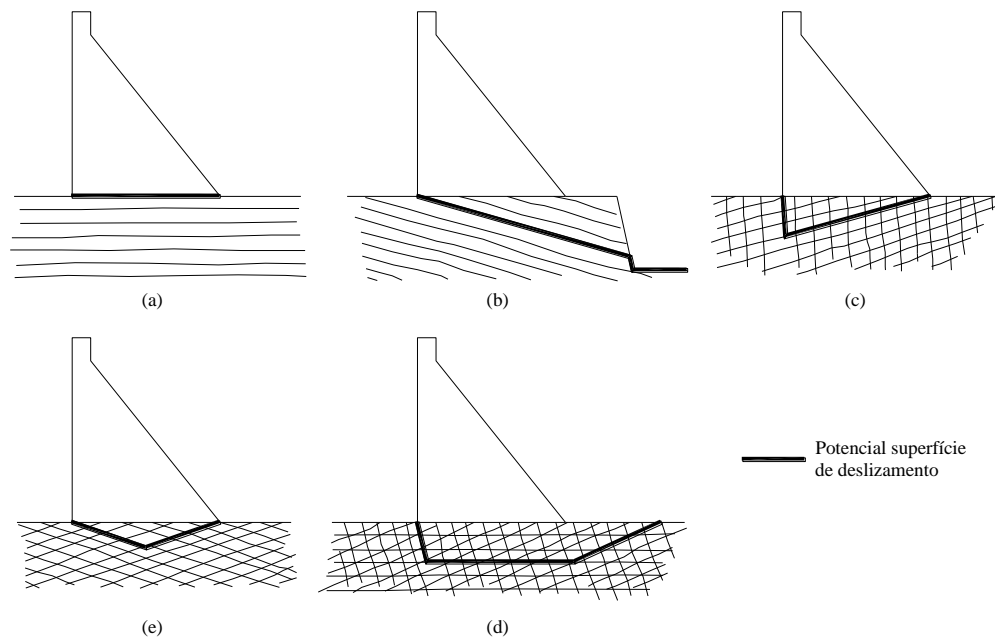 (a)
(b)
(c)
Potencial superfície
de deslizamento
(e)
(d)